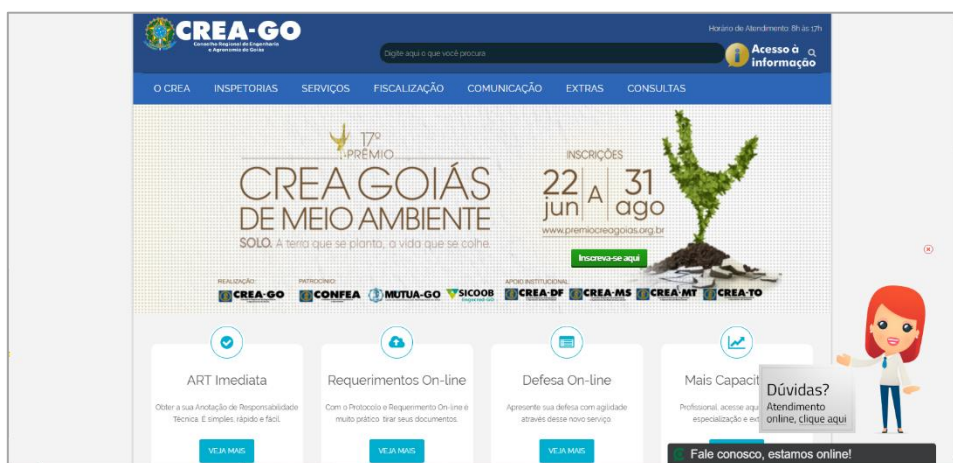 CREA-GO
Conselho Regional de Engenharia
e Agronomia de Goiás
Horário de Atendimento: 8h às 17h
Digite aqui o que você procura
Acesso à
informação
O CREA INSPETORIAS SERVIÇOS FISCALIZAÇÃO COMUNICAÇÃO EXTRAS CONSULTAS
17º
PRÊMIO
CREA GOIÁS
DE MEIO AMBIENTE
SOLO. A terra que se planta, a vida que se colhe.
INSCRIÇÕES
22 A 31
jun ago
www.premiocreagoias.org.br
Inscreva-se aqui
REALIZAÇÃO: PATROCÍNIO: APOIO INSTITUCIONAL:
CREA-GO CONFEA MUTUA-GO SICOOB CREA-DF CREA-MS CREA-MT CREA-TO
ART Imediata
Obter a sua Anotação de Responsabilidade
Técnica. É simples, rápido e fácil.
VEJA MAIS
Requerimentos On-line
Com o Protocolo e Requerimento On-line é
muito prático tirar seus documentos.
VEJA MAIS
Defesa On-line
Apresente sua defesa com agilidade
através desse novo serviço.
VEJA MAIS
Mais Capacit
Profissional, acesse aqu
especialização e ext
VEJA MAIS
Dúvidas?
Atendimento
online, clique aqui
Fale conosco, estamos online!